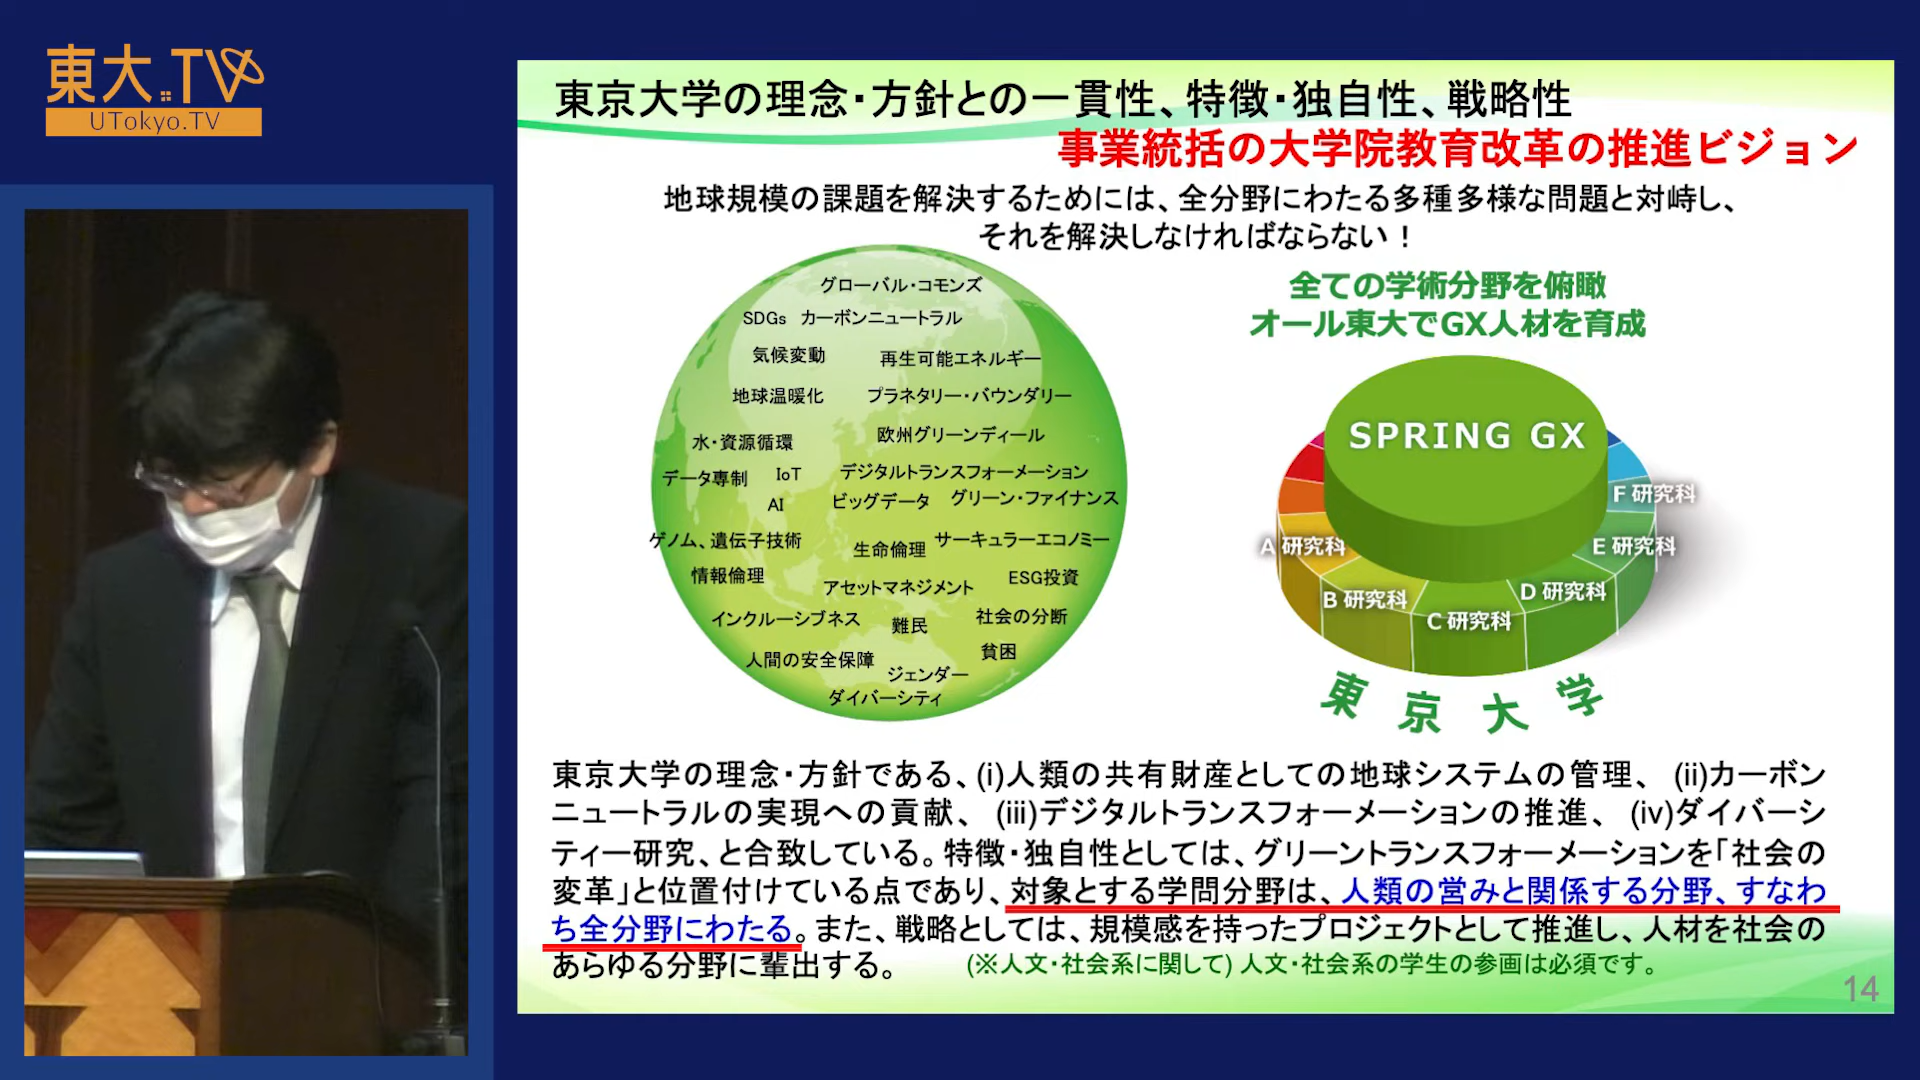 東大.TV
UTokyo.TV
東京大学の理念・方針との一貫性、特徴・独自性、戦略性
事業統括の大学院教育改革の推進ビジョン
地球規模の課題を解決するためには、全分野にわたる多種多様な問題と対峙し、
それを解決しなければならない！
グローバル・コモンズ
SDGs カーボンニュートラル
気候変動 再生可能エネルギー
地球温暖化 プラネタリー・バウンダリー
水・資源循環 欧州グリーンディール
データ専制 IoT デジタルトランスフォーメーション
AI ビッグデータ グリーン・ファイナンス
ゲノム、遺伝子技術 生命倫理 サーキュラーエコノミー
情報倫理 アセットマネジメント ESG投資
インクルーシブネス 難民 社会の分断
人間の安全保障 ジェンダー 貧困
ダイバーシティ
全ての学術分野を俯瞰
オール東大でGX人材を育成
SPRING GX
A 研究科
B 研究科
C 研究科
D 研究科
E 研究科
F 研究科
東京大学
東京大学の理念・方針である、(i)人類の共有財産としての地球システムの管理、 (ii)カーボン
ニュートラルの実現への貢献、 (iii)デジタルトランスフォーメーションの推進、 (iv)ダイバーシ
ティー研究、と合致している。特徴・独自性としては、グリーントランスフォーメーションを「社会の
変革」と位置付けている点であり、対象とする学問分野は、人類の営みと関係する分野、すなわ
ち全分野にわたる。また、戦略としては、規模感を持ったプロジェクトとして推進し、人材を社会の
あらゆる分野に輩出する。 (※人文・社会系に関して) 人文・社会系の学生の参画は必須です。
14